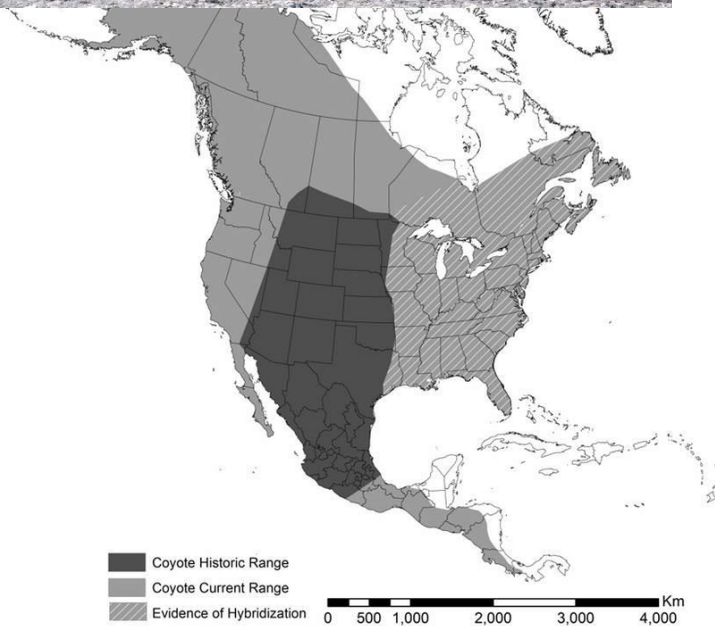 Coyote Historic Range
Coyote Current Range
Evidence of Hybridization
Km
0 500 1,000 2,000 3,000 4,000